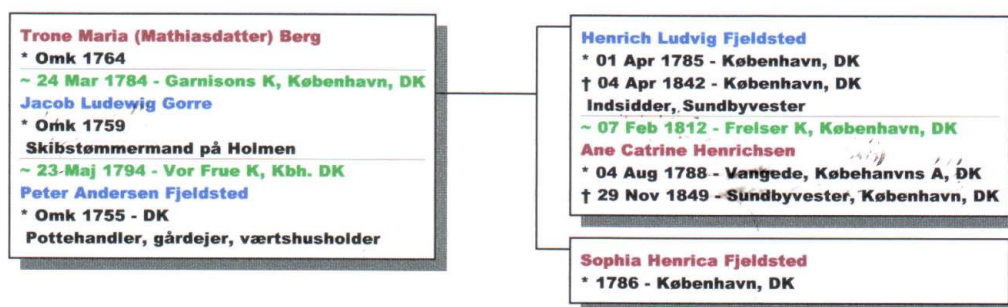 Trone Maria (Mathiasdatter) Berg
* Omk 1764
~ 24 Mar 1784 - Garnisons K, København, DK
Jacob Ludewig Gorre
* Omk 1759
Skibstømmermand på Holmen
~ 23 Maj 1794 - Vor Frue K, Kbh. DK
Peter Andersen Fjeldsted
* Omk 1755 - DK
Pottehandler, gårdejer, værtshusholder
Henrich Ludvig Fjeldsted
* 01 Apr 1785 - København, DK
† 04 Apr 1842 - København, DK
Indsidder, Sundbyvester
~ 07 Feb 1812 - Frelser K, København, DK
Ane Catrine Henrichsen
* 04 Aug 1788 - Vangede, Købehanvns A, DK
† 29 Nov 1849 - Sundbyvester, København, DK
Sophia Henrica Fjeldsted
* 1786 - København, DK